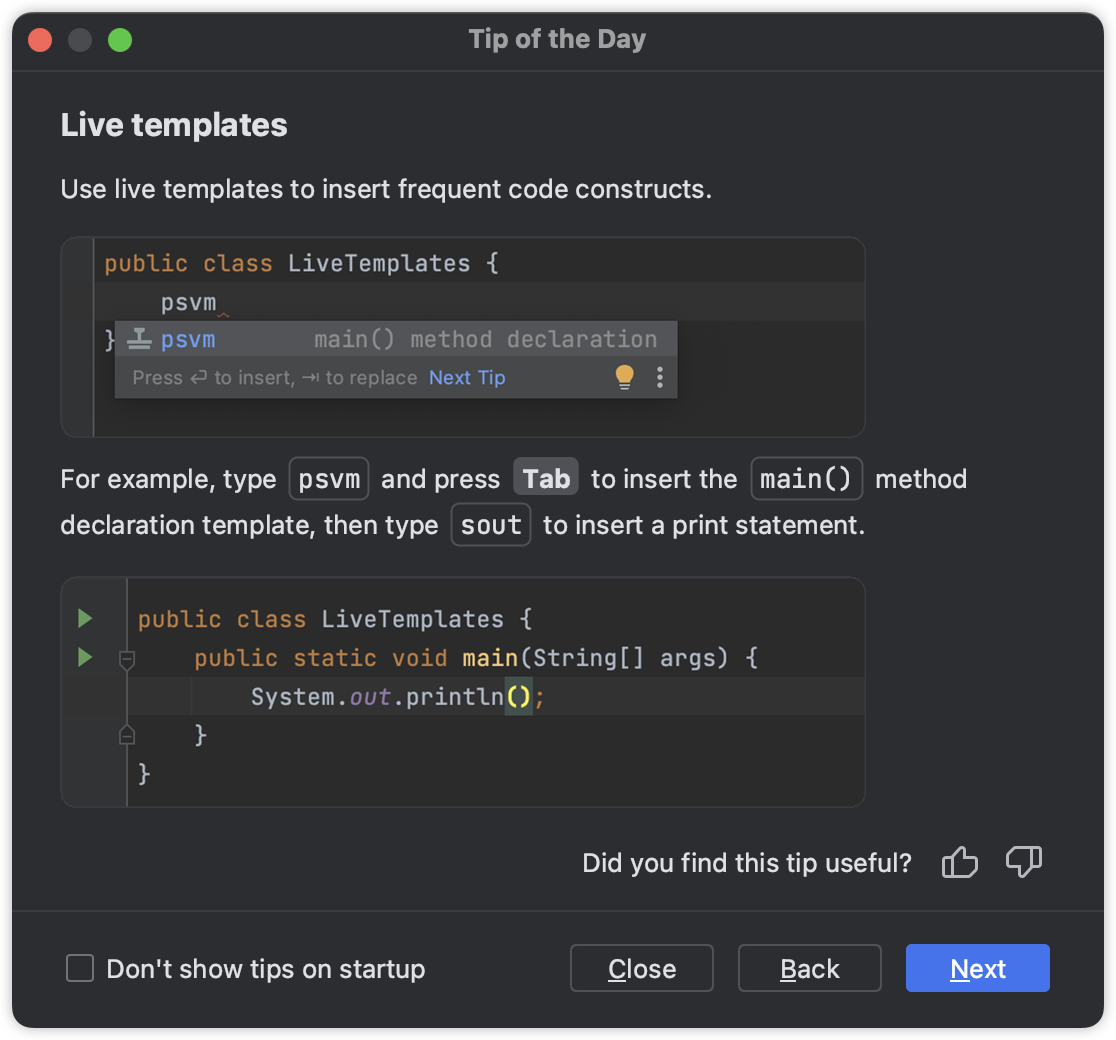 Tip of the Day
Live templates
Use live templates to insert frequent code constructs.
public class LiveTemplates {
psvm
}
psvm main() method declaration
Press ↩ to insert, ⇥ to replace Next Tip
For example, type psvm and press Tab to insert the main() method
declaration template, then type sout to insert a print statement.
public class LiveTemplates {
public static void main(String[] args) {
System.out.println();
}
}
Did you find this tip useful?
Don't show tips on startup Close Back Next